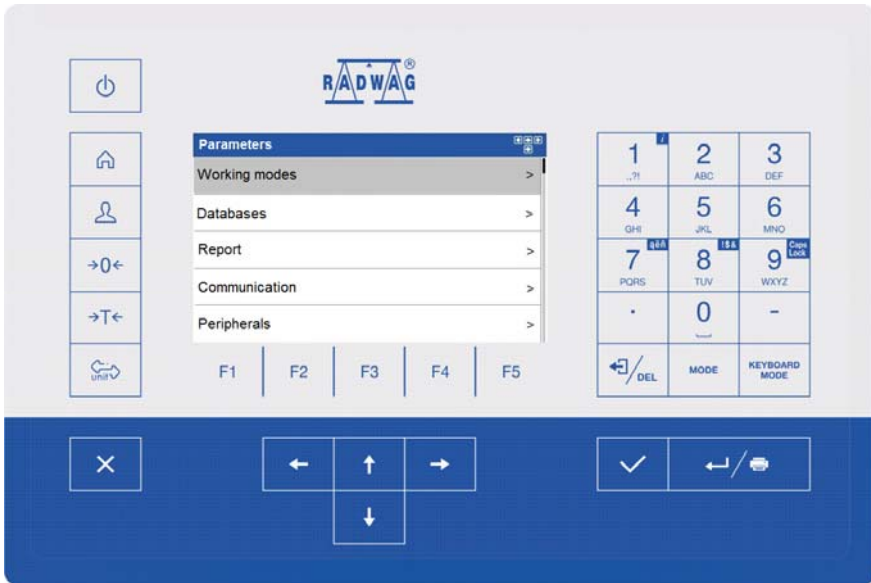 RADWAG®
Parameters
Working modes >
Databases >
Report >
Communication >
Peripherals >
→0←
→T←
unit
F1 F2 F3 F4 F5
1 i .,?!
2 ABC
3 DEF
4 GHI
5 JKL
6 MNO
7 ąěñ PQRS
8 !$& TUV
9 Caps Lock WXYZ
.
0
-
/DEL
MODE
KEYBOARD MODE